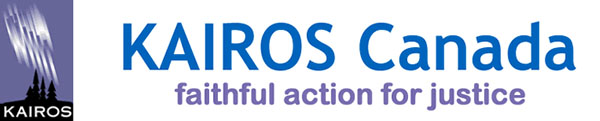 KAIROS
KAIROS Canada
faithful action for justice